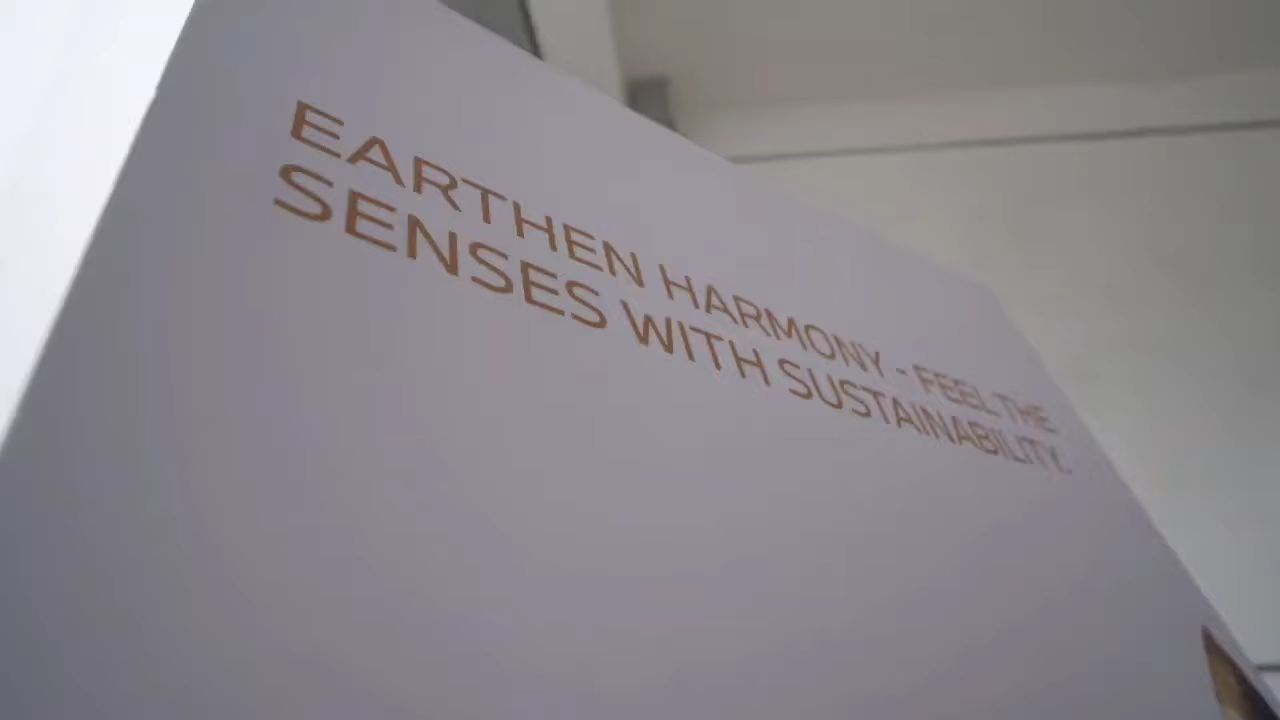 EARTHEN HARMONY - FEEL THE
SENSES WITH SUSTAINABILITY.